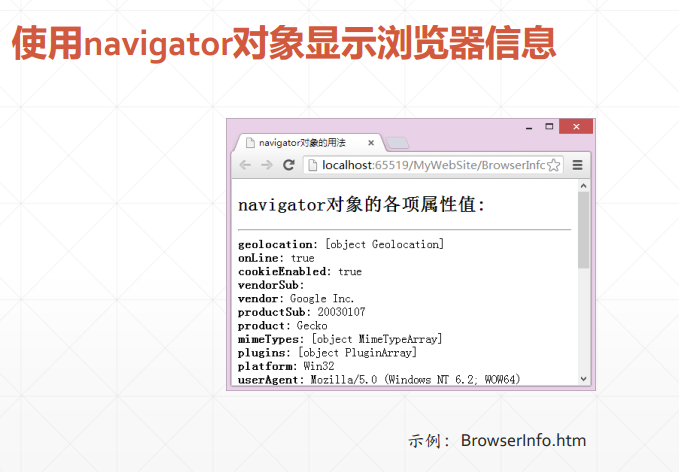 使用navigator对象显示浏览器信息
navigator对象的用法
localhost:65519/MyWebSite/BrowserInfo
navigator对象的各项属性值:
geolocation: [object Geolocation]
onLine: true
cookieEnabled: true
vendorSub:
vendor: Google Inc.
productSub: 20030107
product: Gecko
mimeTypes: [object MimeTypeArray]
plugins: [object PluginArray]
platform: Win32
userAgent: Mozilla/5.0 (Windows NT 6.2; WOW64)
示例：BrowserInfo.htm